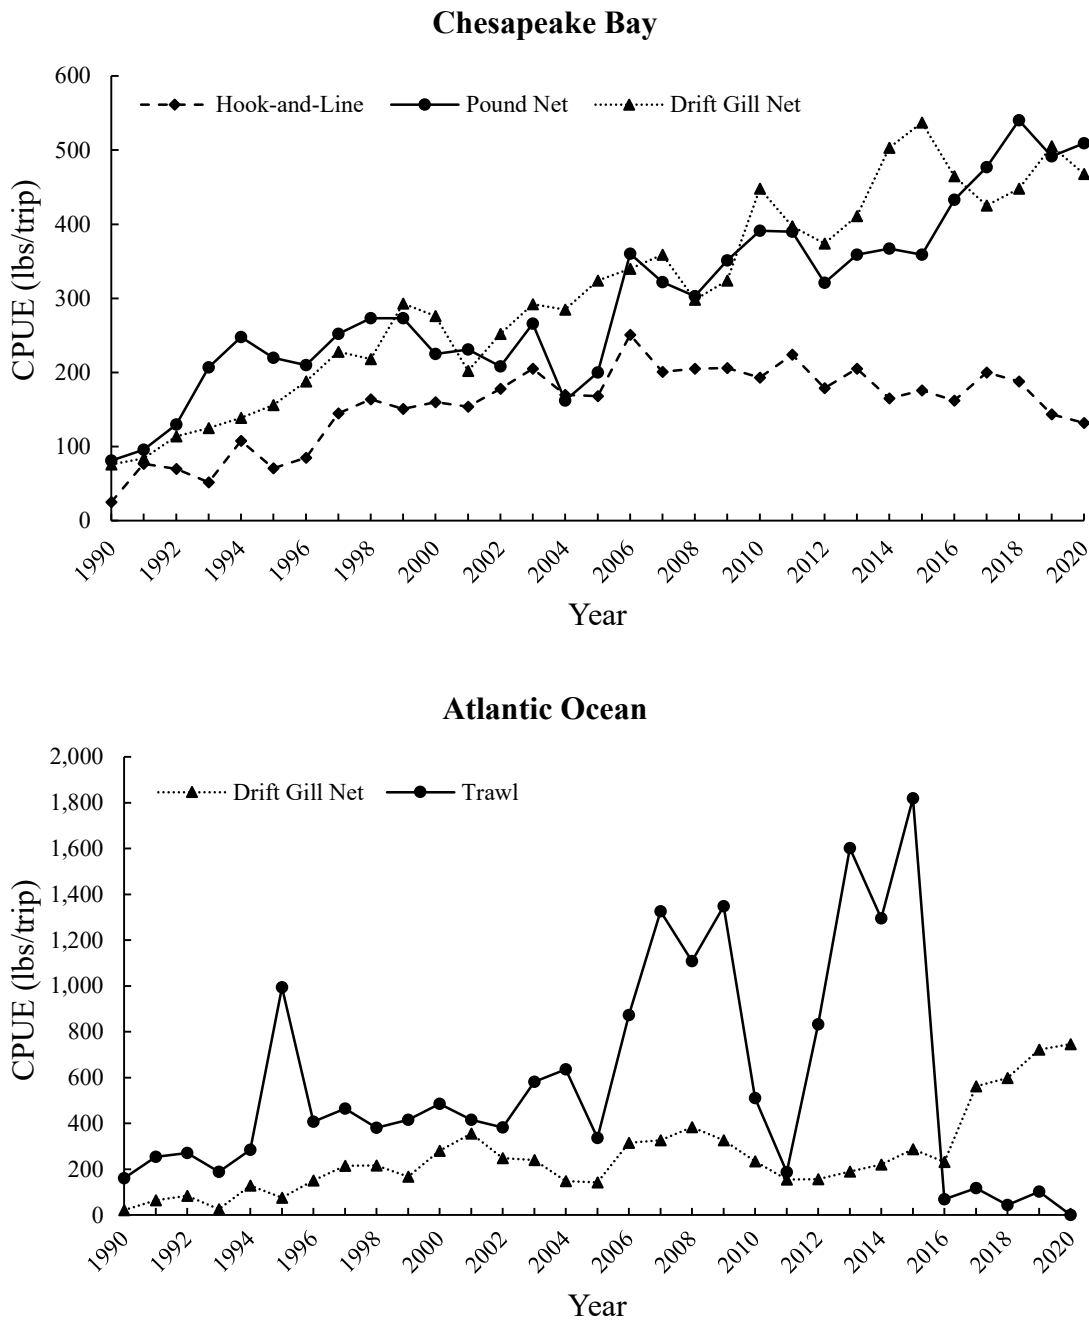 Chesapeake Bay
600
500
400
300
200
100
0
CPUE (lbs/trip)
Hook-and-Line Pound Net Drift Gill Net
1990 1992 1994 1996 1998 2000 2002 2004 2006 2008 2010 2012 2014 2016 2018 2020
Year
Atlantic Ocean
2,000
1,800
1,600
1,400
1,200
1,000
800
600
400
200
0
CPUE (lbs/trip)
Drift Gill Net Trawl
1990 1992 1994 1996 1998 2000 2002 2004 2006 2008 2010 2012 2014 2016 2018 2020
Year